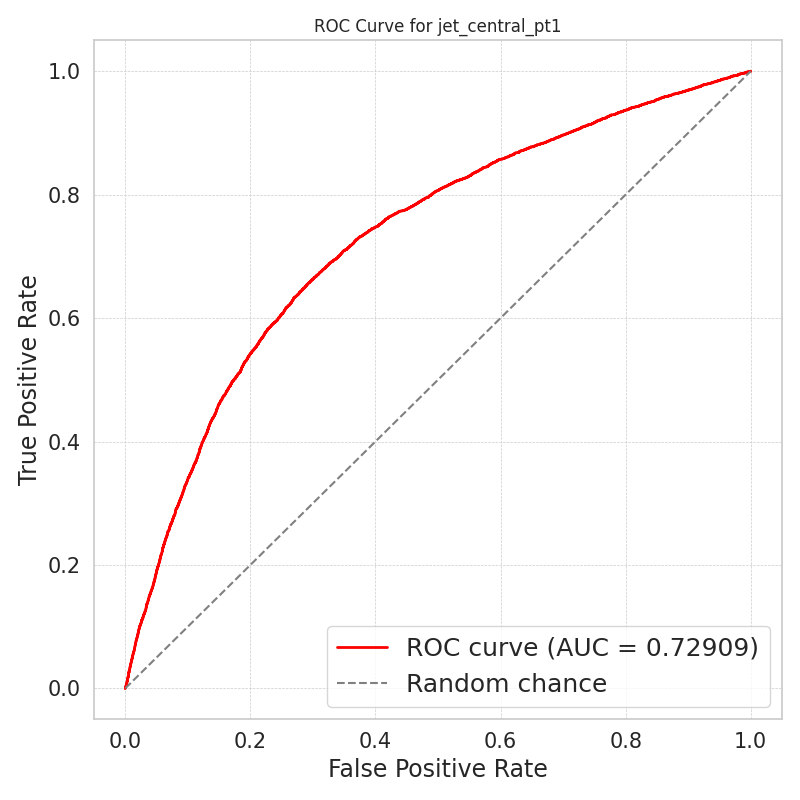 ROC Curve for jet_central_pt1
1.0
0.8
0.6
0.4
0.2
0.0
True Positive Rate
ROC curve (AUC = 0.72909)
Random chance
0.0 0.2 0.4 0.6 0.8 1.0
False Positive Rate